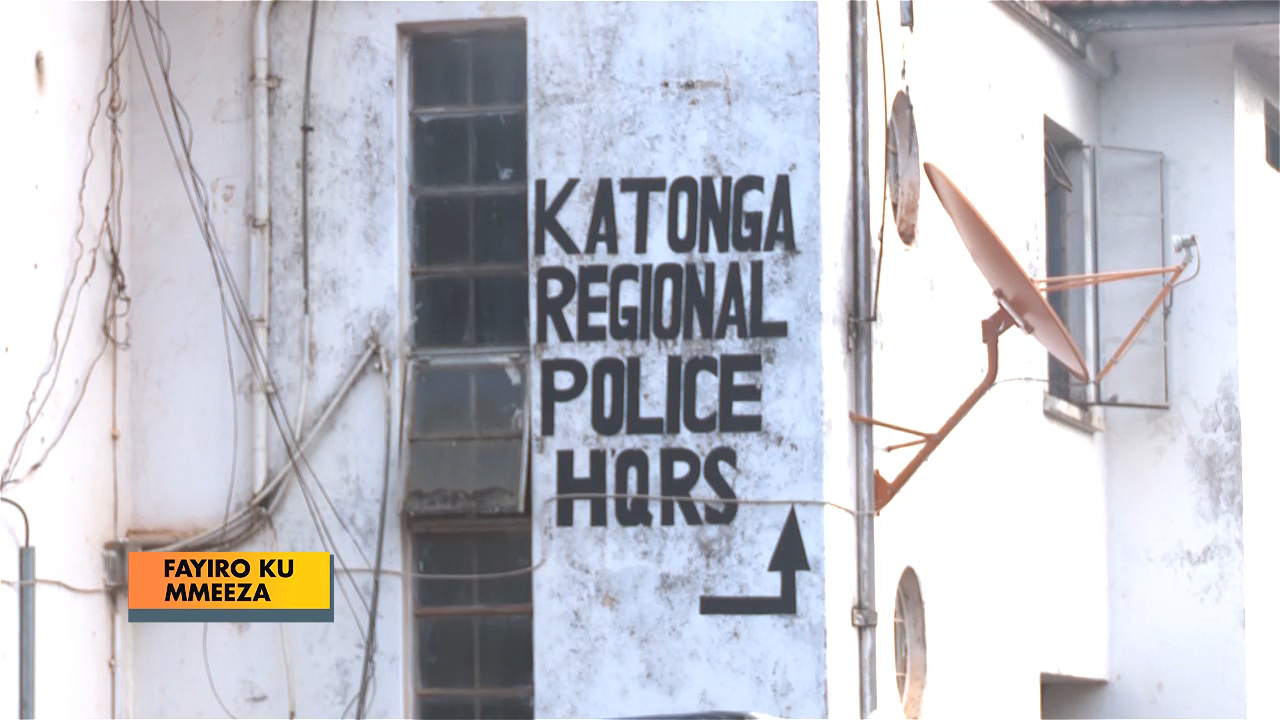 KATONGA
REGIONAL
POLICE
HQRS
FAYIRO KU
MMEEZA